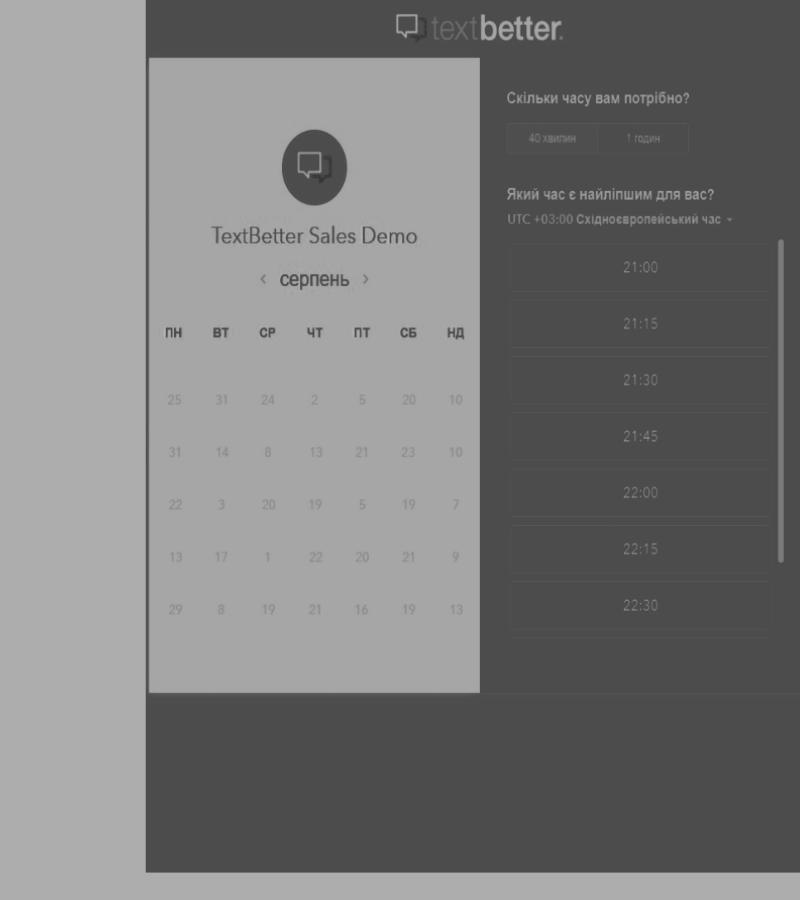 textbetter.
TextBetter Sales Demo
< серпень >
ПН ВТ СР ЧТ ПТ СБ НД
25 31 24 2 5 20 10
31 14 8 13 21 23 10
22 3 20 19 5 19 7
13 17 1 22 20 21 9
29 8 19 21 16 19 13
Скільки часу вам потрібно?
40 хвилин 1 годин
Який час є найліпшим для вас?
UTC +03:00 Східноєвропейський час
21:00
21:15
21:30
21:45
22:00
22:15
22:30